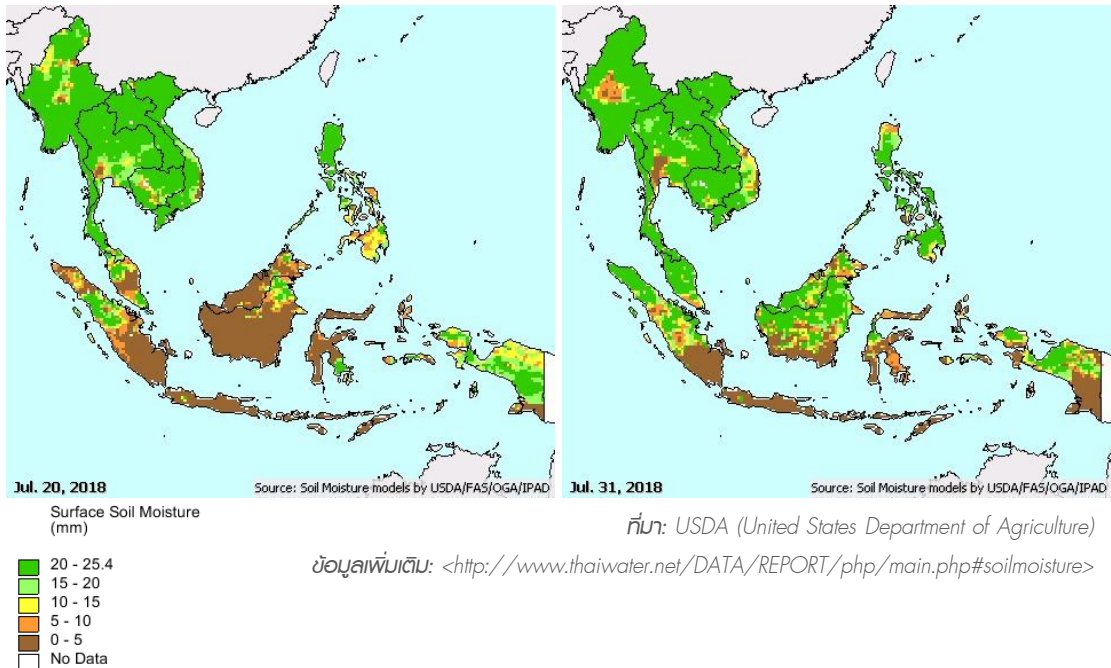 Jul. 20, 2018
Source: Soil Moisture models by USDA/FAS/OGA/IPAD
Jul. 31, 2018
Source: Soil Moisture models by USDA/FAS/OGA/IPAD
Surface Soil Moisture
(mm)
20 - 25.4
15 - 20
10 - 15
5 - 10
0 - 5
No Data
ที่มา: USDA (United States Department of Agriculture)
ข้อมูลเพิ่มเติม: <http://www.thaiwater.net/DATA/REPORT/php/main.php#soilmoisture>